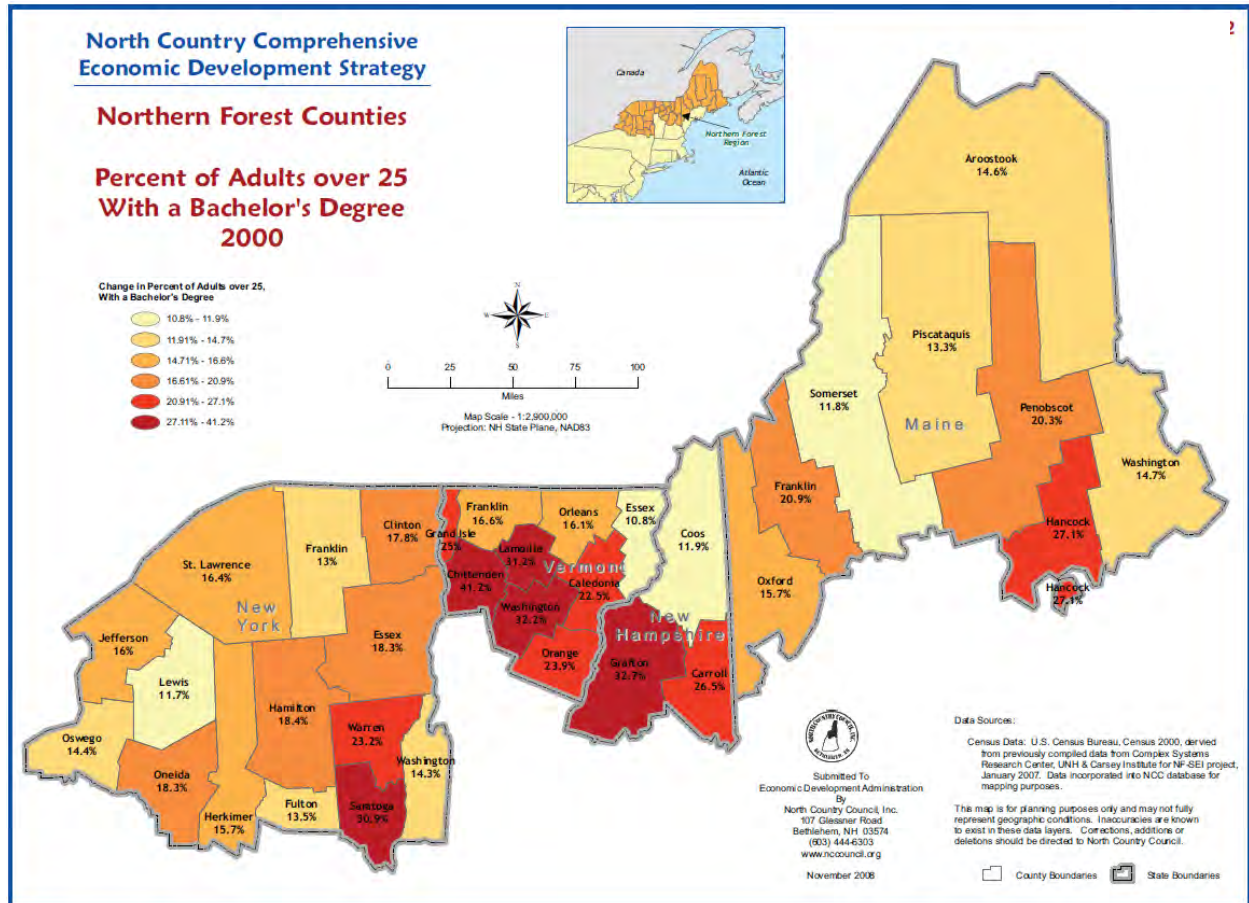 North Country Comprehensive
Economic Development Strategy
Northern Forest Counties
Percent of Adults over 25
With a Bachelor's Degree
2000
2
Canada
Northern Forest
Region
Atlantic
Ocean
Change in Percent of Adults over 25,
With a Bachelor's Degree
10.8% - 11.9%
11.91% - 14.7%
14.71% - 16.6%
16.61% - 20.9%
20.91% - 27.1%
27.11% - 41.2%
N
W
E
S
0 25 50 100
Miles
Map Scale - 1:2,900,000
Projection: NH State Plane, NAD83
Aroostook
14.6%
Piscataquis
13.3%
Somerset
11.8%
Maine
Penobscot
20.3%
Washington
14.7%
Franklin
20.9%
Hancock
27.1%
Hancock
27.1%
Oxford
15.7%
Coos
11.9%
New
Hampshire
Grafton
32.7%
Carroll
26.5%
Essex
10.8%
Orleans
16.1%
Franklin
16.6%
Grand Isle
25%
Lamoille
31.2%
Vermont
Chittenden
41.2%
Caledonia
22.5%
Washington
32.2%
Orange
23.9%
Clinton
17.8%
Franklin
13%
St. Lawrence
16.4%
New
York
Essex
18.3%
Jefferson
16%
Lewis
11.7%
Hamilton
18.4%
Warren
23.2%
Washington
14.3%
Oswego
14.4%
Oneida
18.3%
Herkimer
15.7%
Fulton
13.5%
Saratoga
30.9%
Submitted To
Economic Development Administration
By
North Country Council, Inc.
107 Glessner Road
Bethlehem, NH 03574
(603) 444-6303
www.nccouncil.org
November 2008
Data Sources:
Census Data: U.S. Census Bureau, Census 2000, derived
from previously compiled data from Complex Systems
Research Center, UNH & Carsey Institute for NF-SEI project,
January 2007. Data incorporated into NCC database for
mapping purposes.
This map is for planning purposes only and may not fully
represent geographic conditions. Inaccuracies are known
to exist in these data layers. Corrections, additions or
deletions should be directed to North Country Council.
County Boundaries
State Boundaries